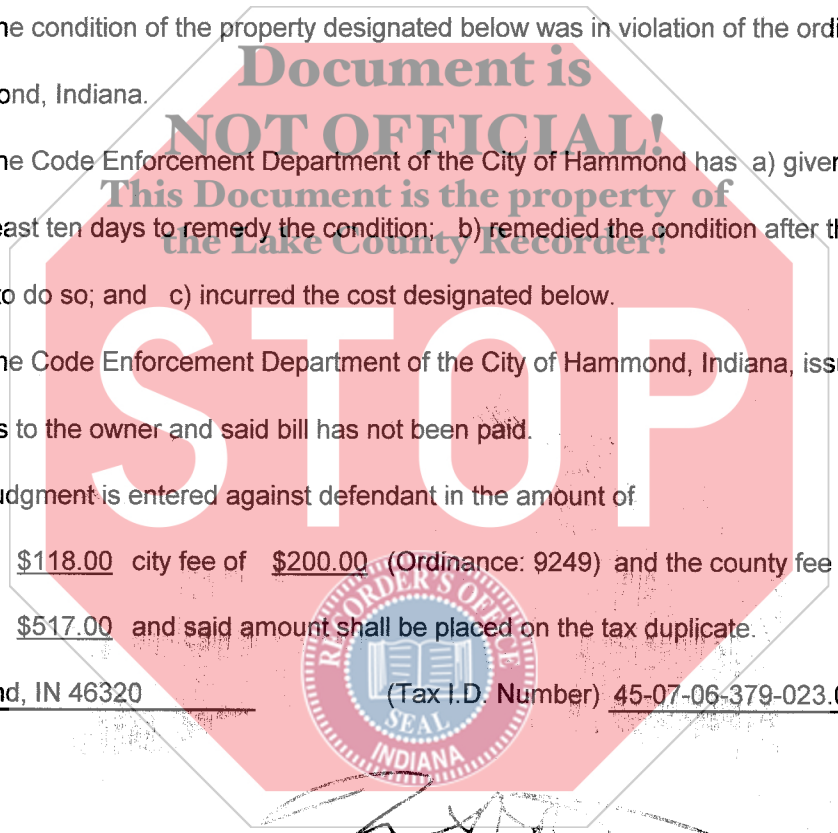 ne condition of the property designated below was in violation of the ordi
Document is
ond, Indiana.
NOT OFFICIAL!
ne Code Enforcement Department of the City of Hammond has a) given
This Document is the property of
east ten days to remedy the condition; b) remedied the condition after th
the Lake County Recorder!
o do so; and c) incurred the cost designated below.
STOP
ne Code Enforcement Department of the City of Hammond, Indiana, issu
s to the owner and said bill has not been paid.
udgment is entered against defendant in the amount of
$118.00 city fee of $200.00 (Ordinance: 9249) and the county fee
RECORDER'S OFFICE
$517.00 and said amount shall be placed on the tax duplicate.
nd, IN 46320 (Tax I.D. Number) 45-07-06-379-023.
SEAL
INDIANA